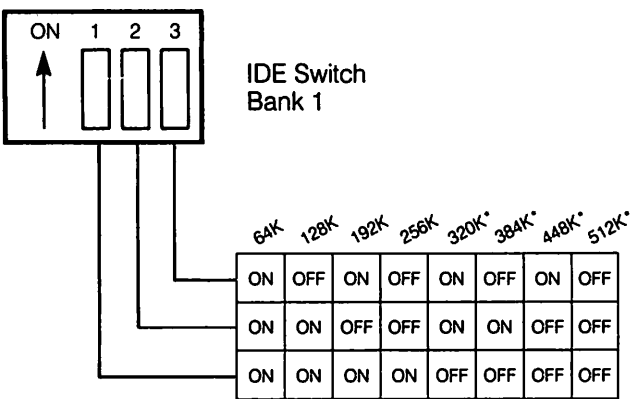 ON 1 2 3
IDE Switch
Bank 1
64K 128K 192K 256K 320K* 384K* 448K* 512K*
ON OFF ON OFF ON OFF ON OFF
ON ON OFF OFF ON ON OFF OFF
ON ON ON ON OFF OFF OFF OFF